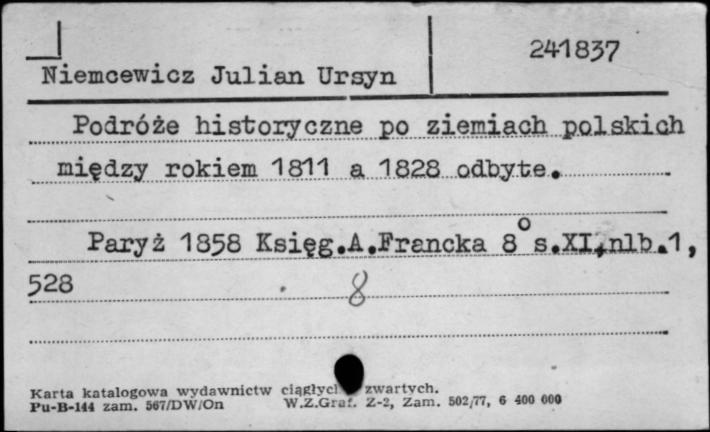 241837
Niemcewicz Julian Ursyn
Podróże historyczne po ziemiach polskich
między rokiem 1811 a 1828 odbyte.
Paryż 1858 Księg.A.Francka 8° s.XI,nlb.1,
528
8
Karta katalogowa wydawnictw ciągłyc zwartych.
Pu-B-144 zam. 567/DW/On W.Z.Graf. Z-2, Zam. 502/77, 6 400 000